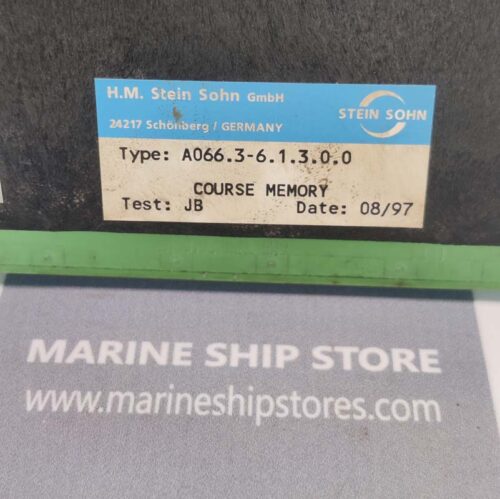 H.M. Stein Sohn GmbH
24217 Schönberg / GERMANY
STEIN SOHN
Type: A066.3-6.1.3.0.0
COURSE MEMORY
Test: JB Date: 08/97
MARINE SHIP STORE
www.marineshipstores.com